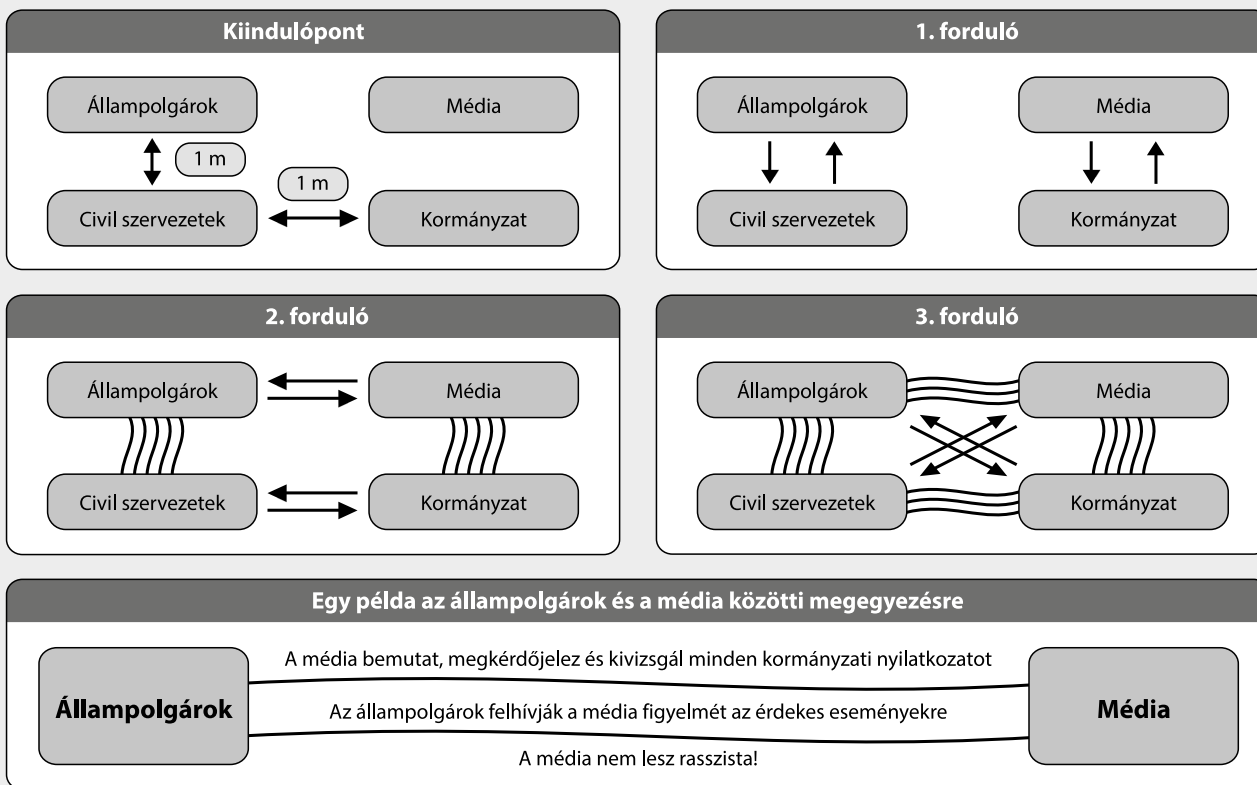 Kiindulópont
Állampolgárok
Média
1 m
1 m
Civil szervezetek
Kormányzat
1. forduló
Állampolgárok
Média
Civil szervezetek
Kormányzat
2. forduló
Állampolgárok
Média
Civil szervezetek
Kormányzat
3. forduló
Állampolgárok
Média
Civil szervezetek
Kormányzat
Egy példa az állampolgárok és a média közötti megegyezésre
Állampolgárok
A média bemutat, megkérdőjelez és kivizsgál minden kormányzati nyilatkozatot
Az állampolgárok felhívják a média figyelmét az érdekes eseményekre
A média nem lesz rasszista!
Média